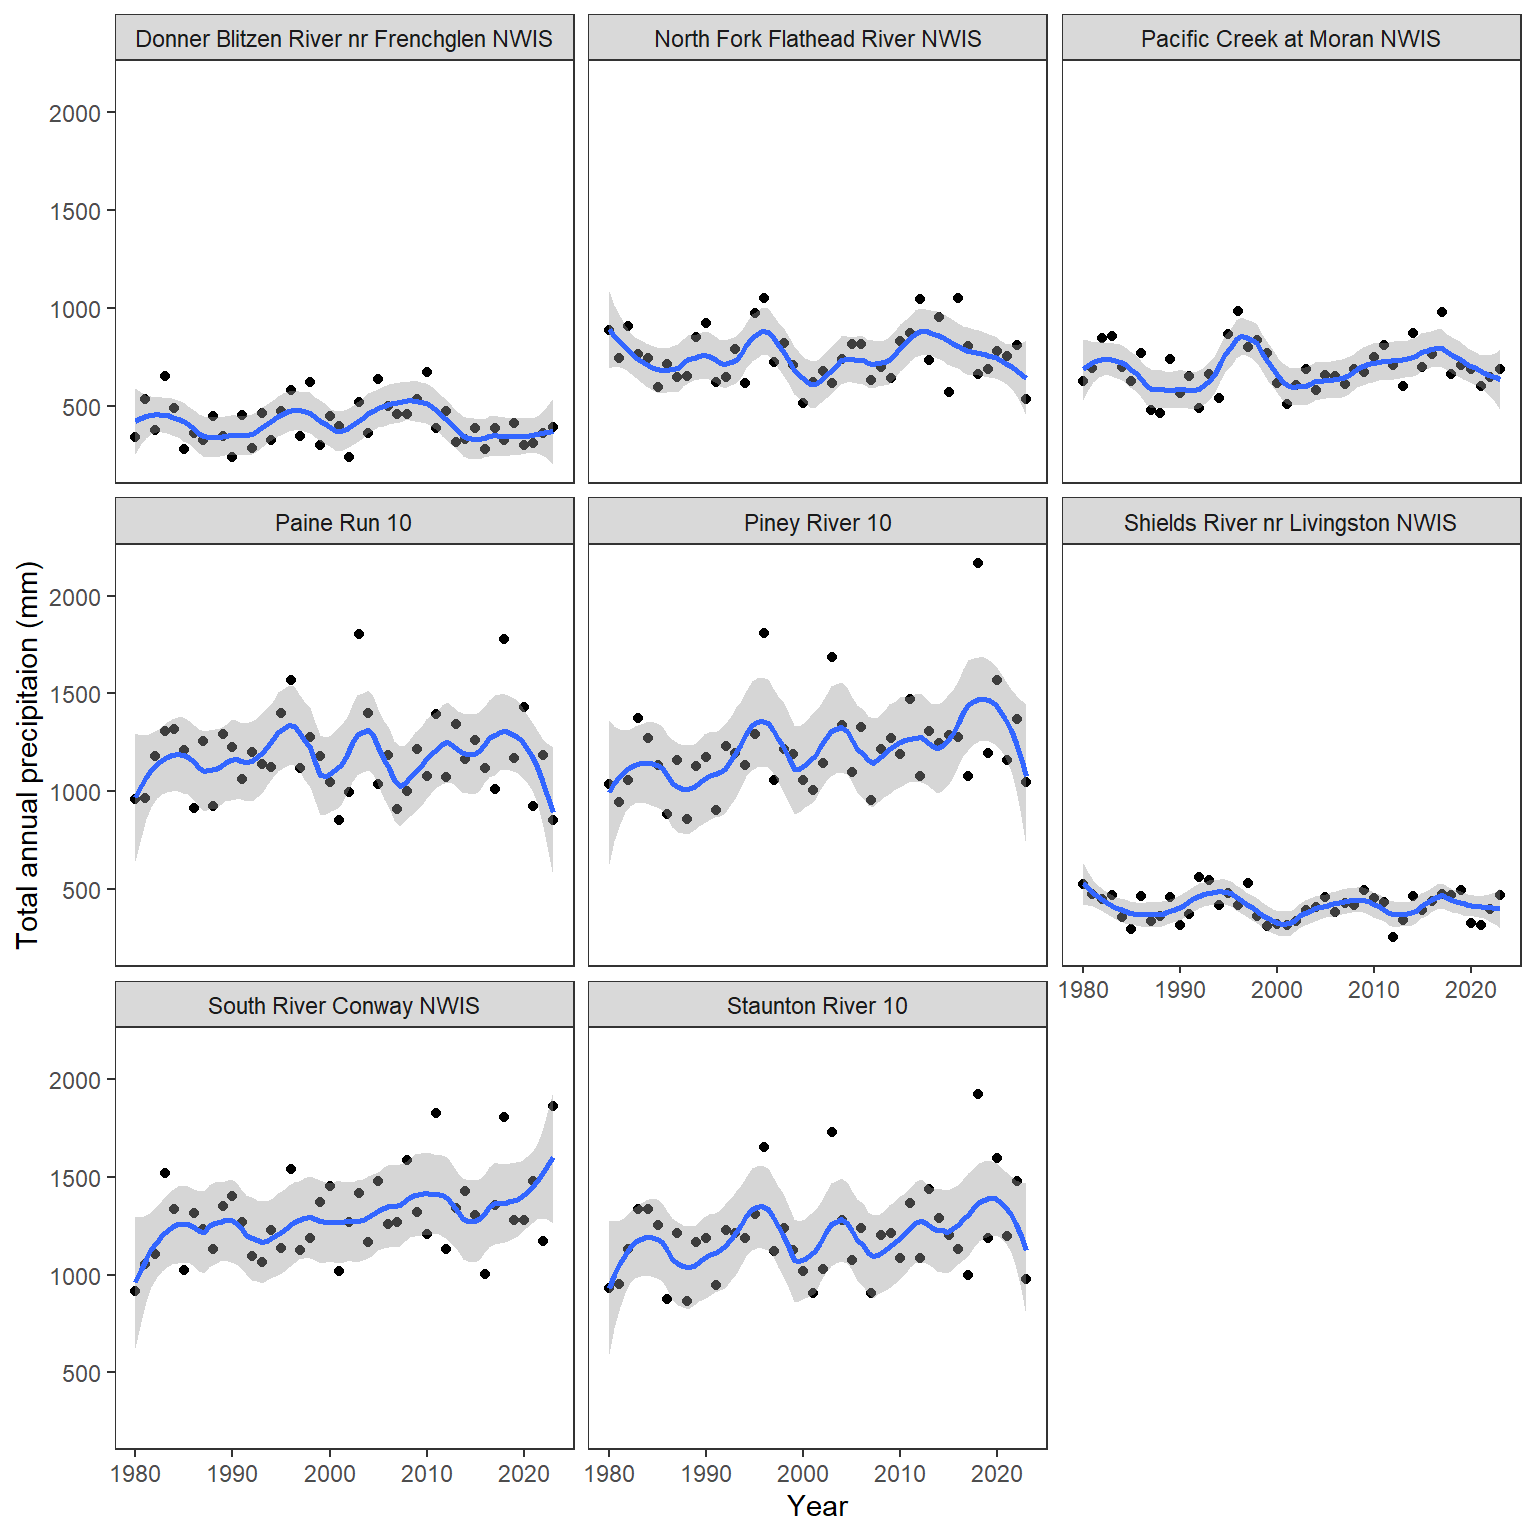 Donner Blitzen River nr Frenchglen NWIS
North Fork Flathead River NWIS
Pacific Creek at Moran NWIS
2000
1500
1000
500
Paine Run 10
Piney River 10
Shields River nr Livingston NWIS
Total annual precipitaion (mm)
2000
1500
1000
500
1980 1990 2000 2010 2020
South River Conway NWIS
Staunton River 10
2000
1500
1000
500
1980 1990 2000 2010 2020
1980 1990 2000 2010 2020
Year